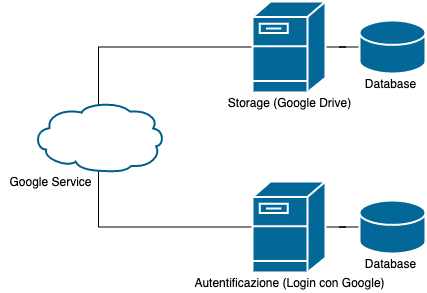 Storage (Google Drive)
Database
Google Service
Autentificazione (Login con Google)
Database